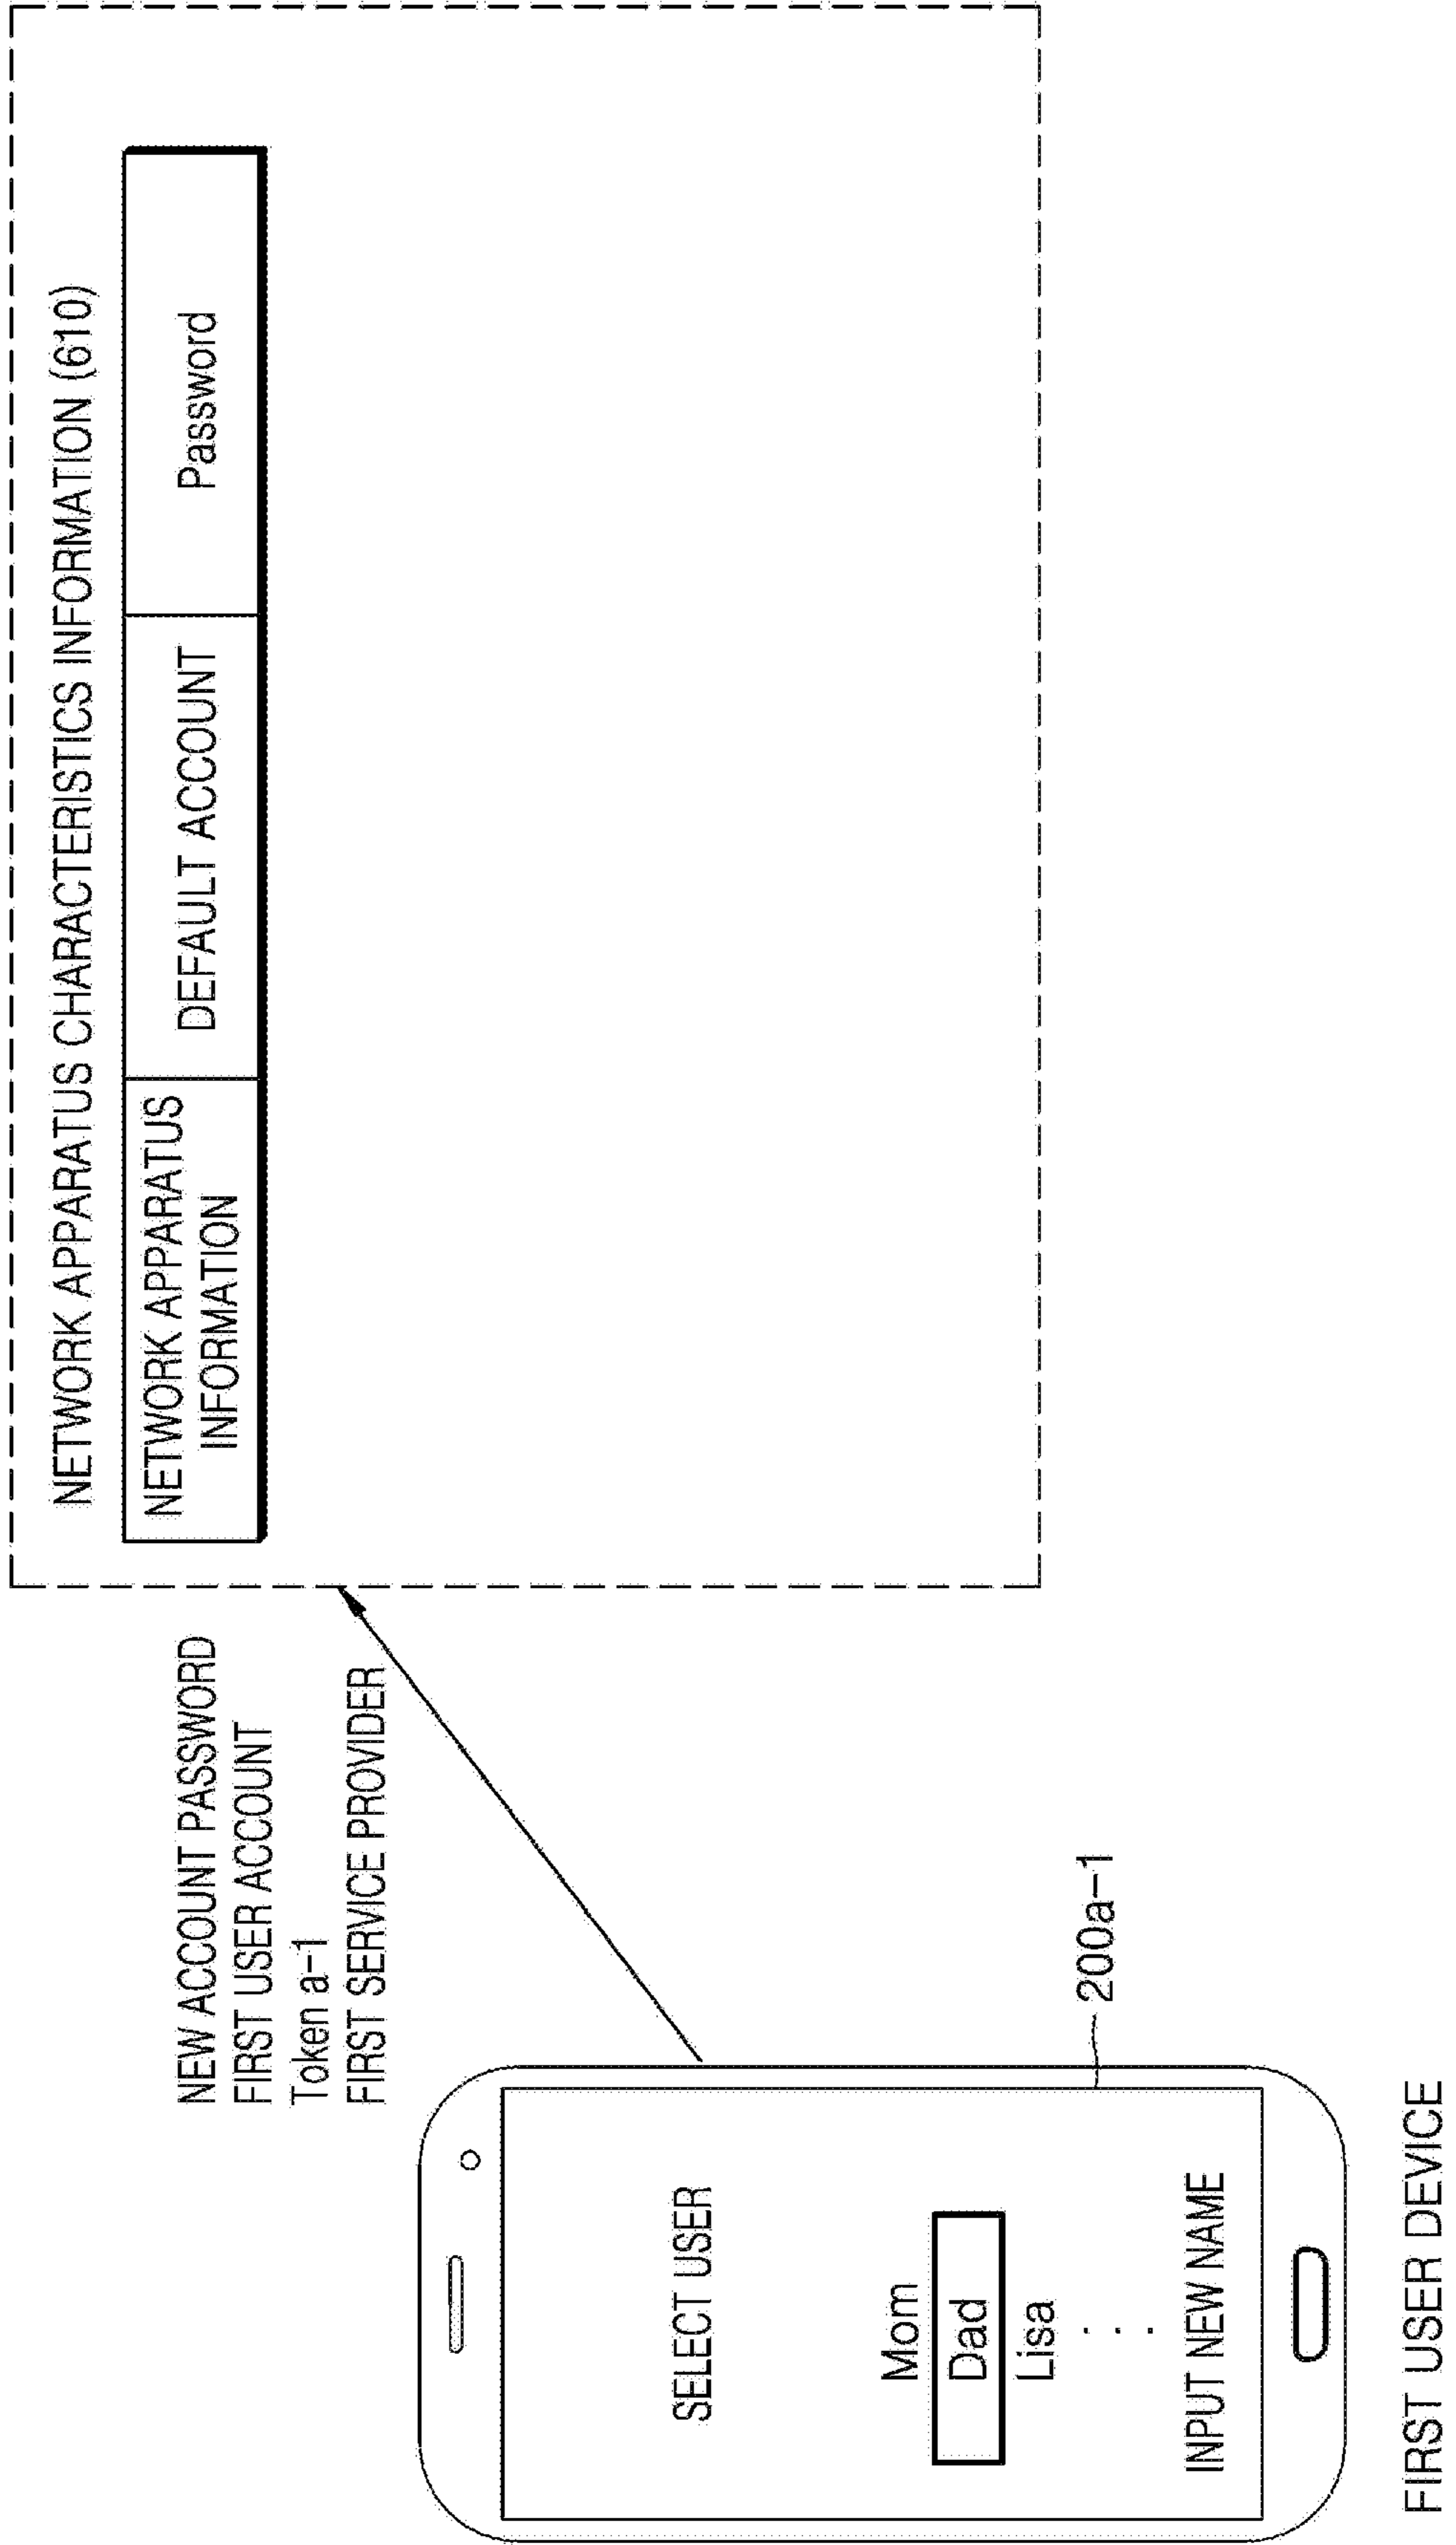 NETWORK APPARATUS CHARACTERISTICS INFORMATION (610)
NETWORK APPARATUS
INFORMATION
DEFAULT ACCOUNT
Password
NEW ACCOUNT PASSWORD
FIRST USER ACCOUNT
Token a-1
FIRST SERVICE PROVIDER
SELECT USER
Mom
Dad
Lisa
.
.
.
INPUT NEW NAME
200a-1
FIRST USER DEVICE